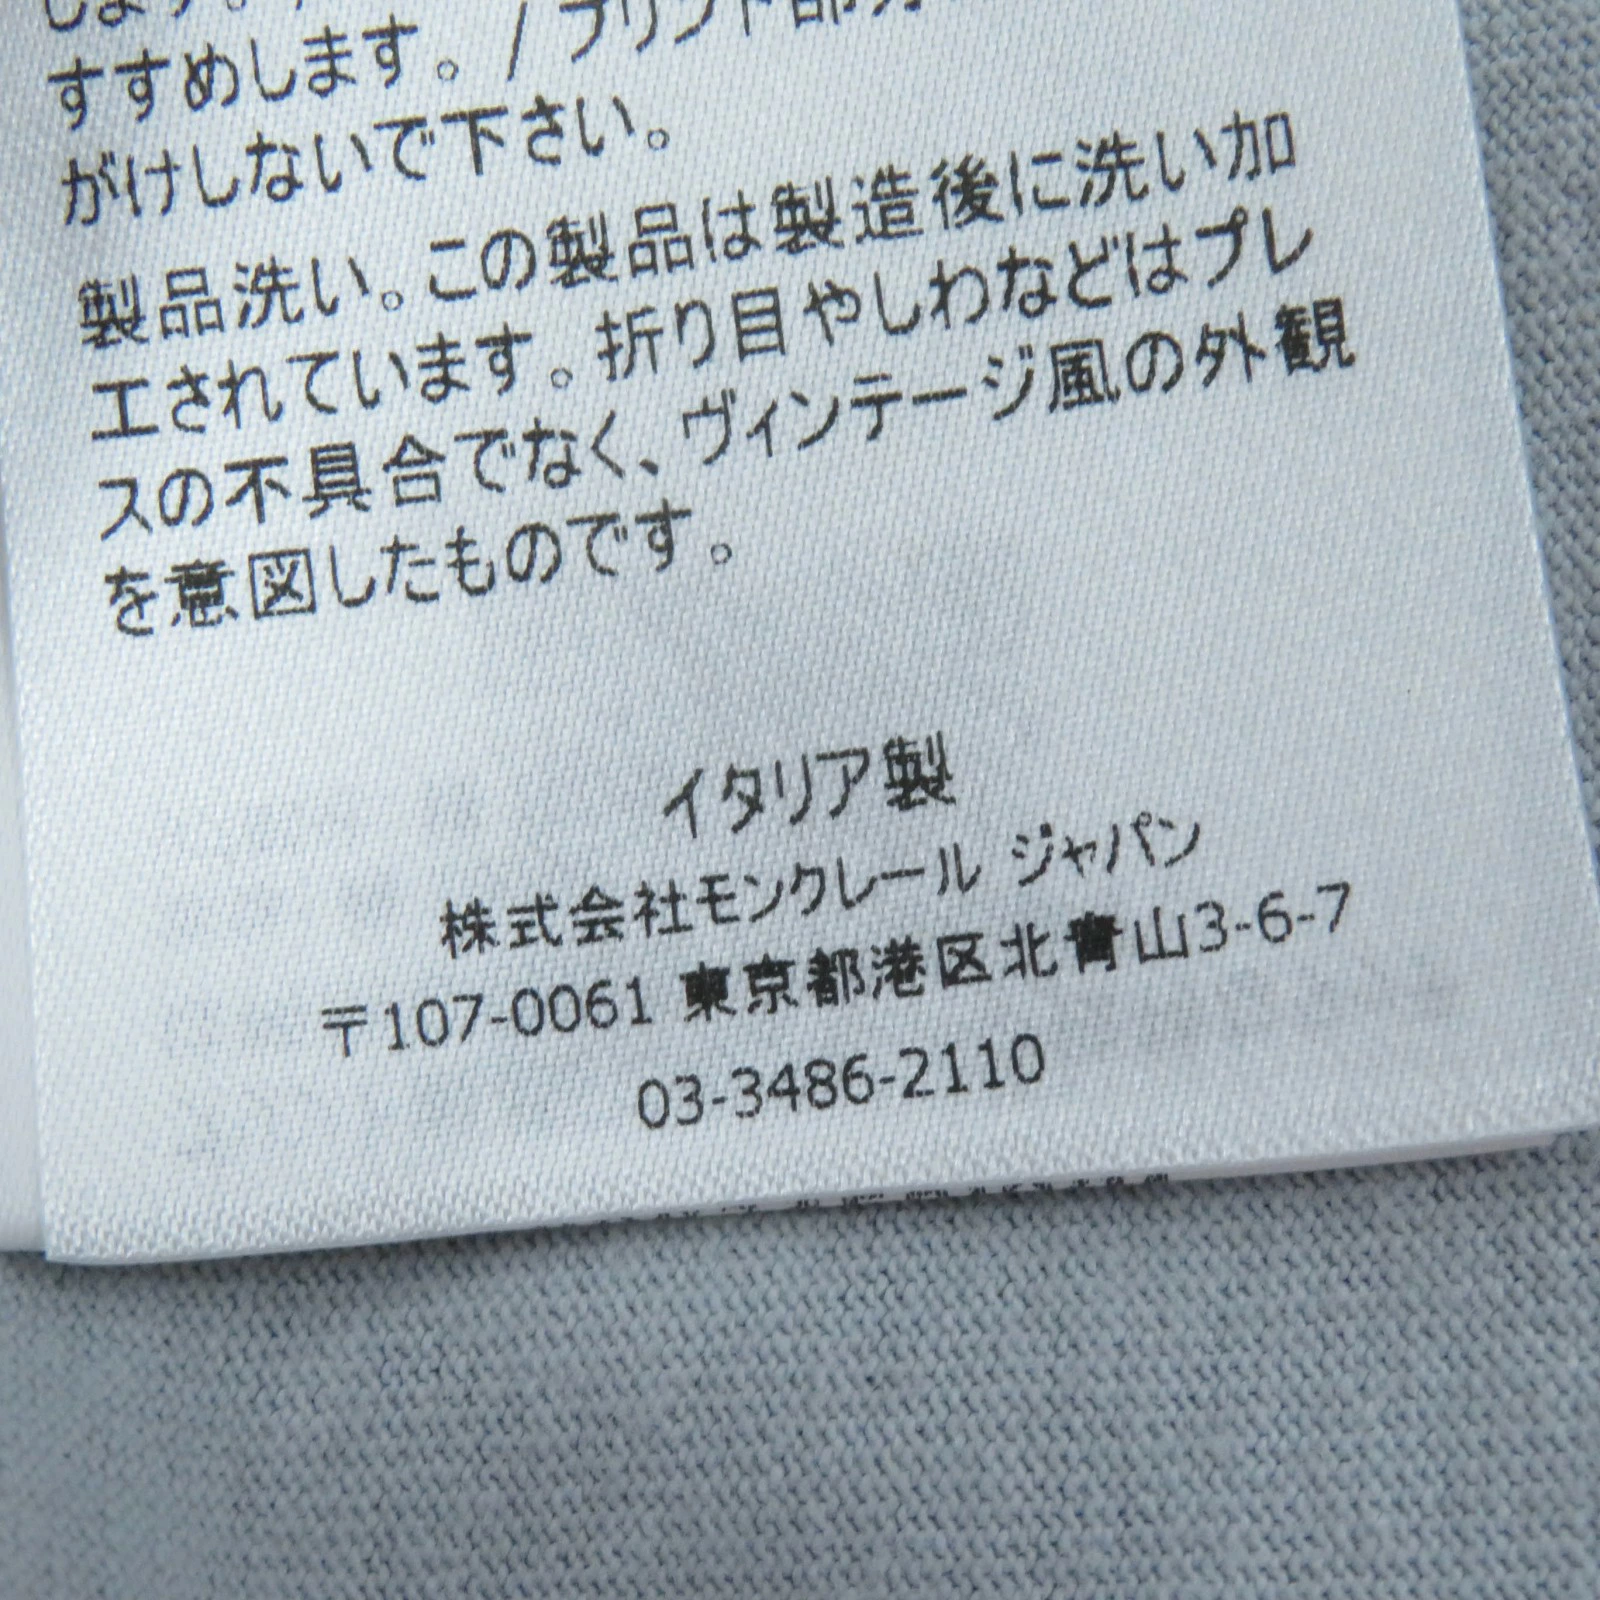 します。
すすめします。/ プリント部分
がけしないで下さい。
製品洗い。この製品は製造後に洗い加
工されています。折り目やしわなどはプレ
スの不具合でなく、ヴィンテージ風の外観
を意図したものです。
イタリア製
株式会社モンクレール ジャパン
〒107-0061 東京都港区北青山3-6-7
03-3486-2110